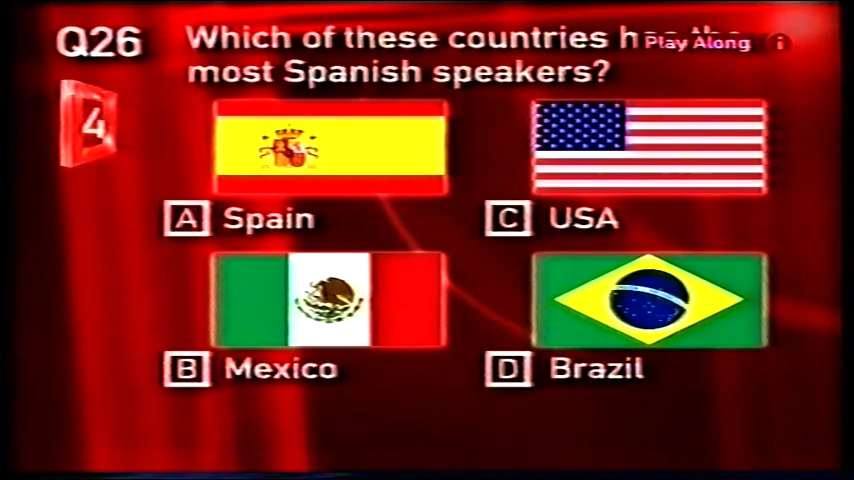 Q26
Which of these countries
most Spanish speakers?
Play Along i
4
A Spain
C USA
B Mexico
D Brazil